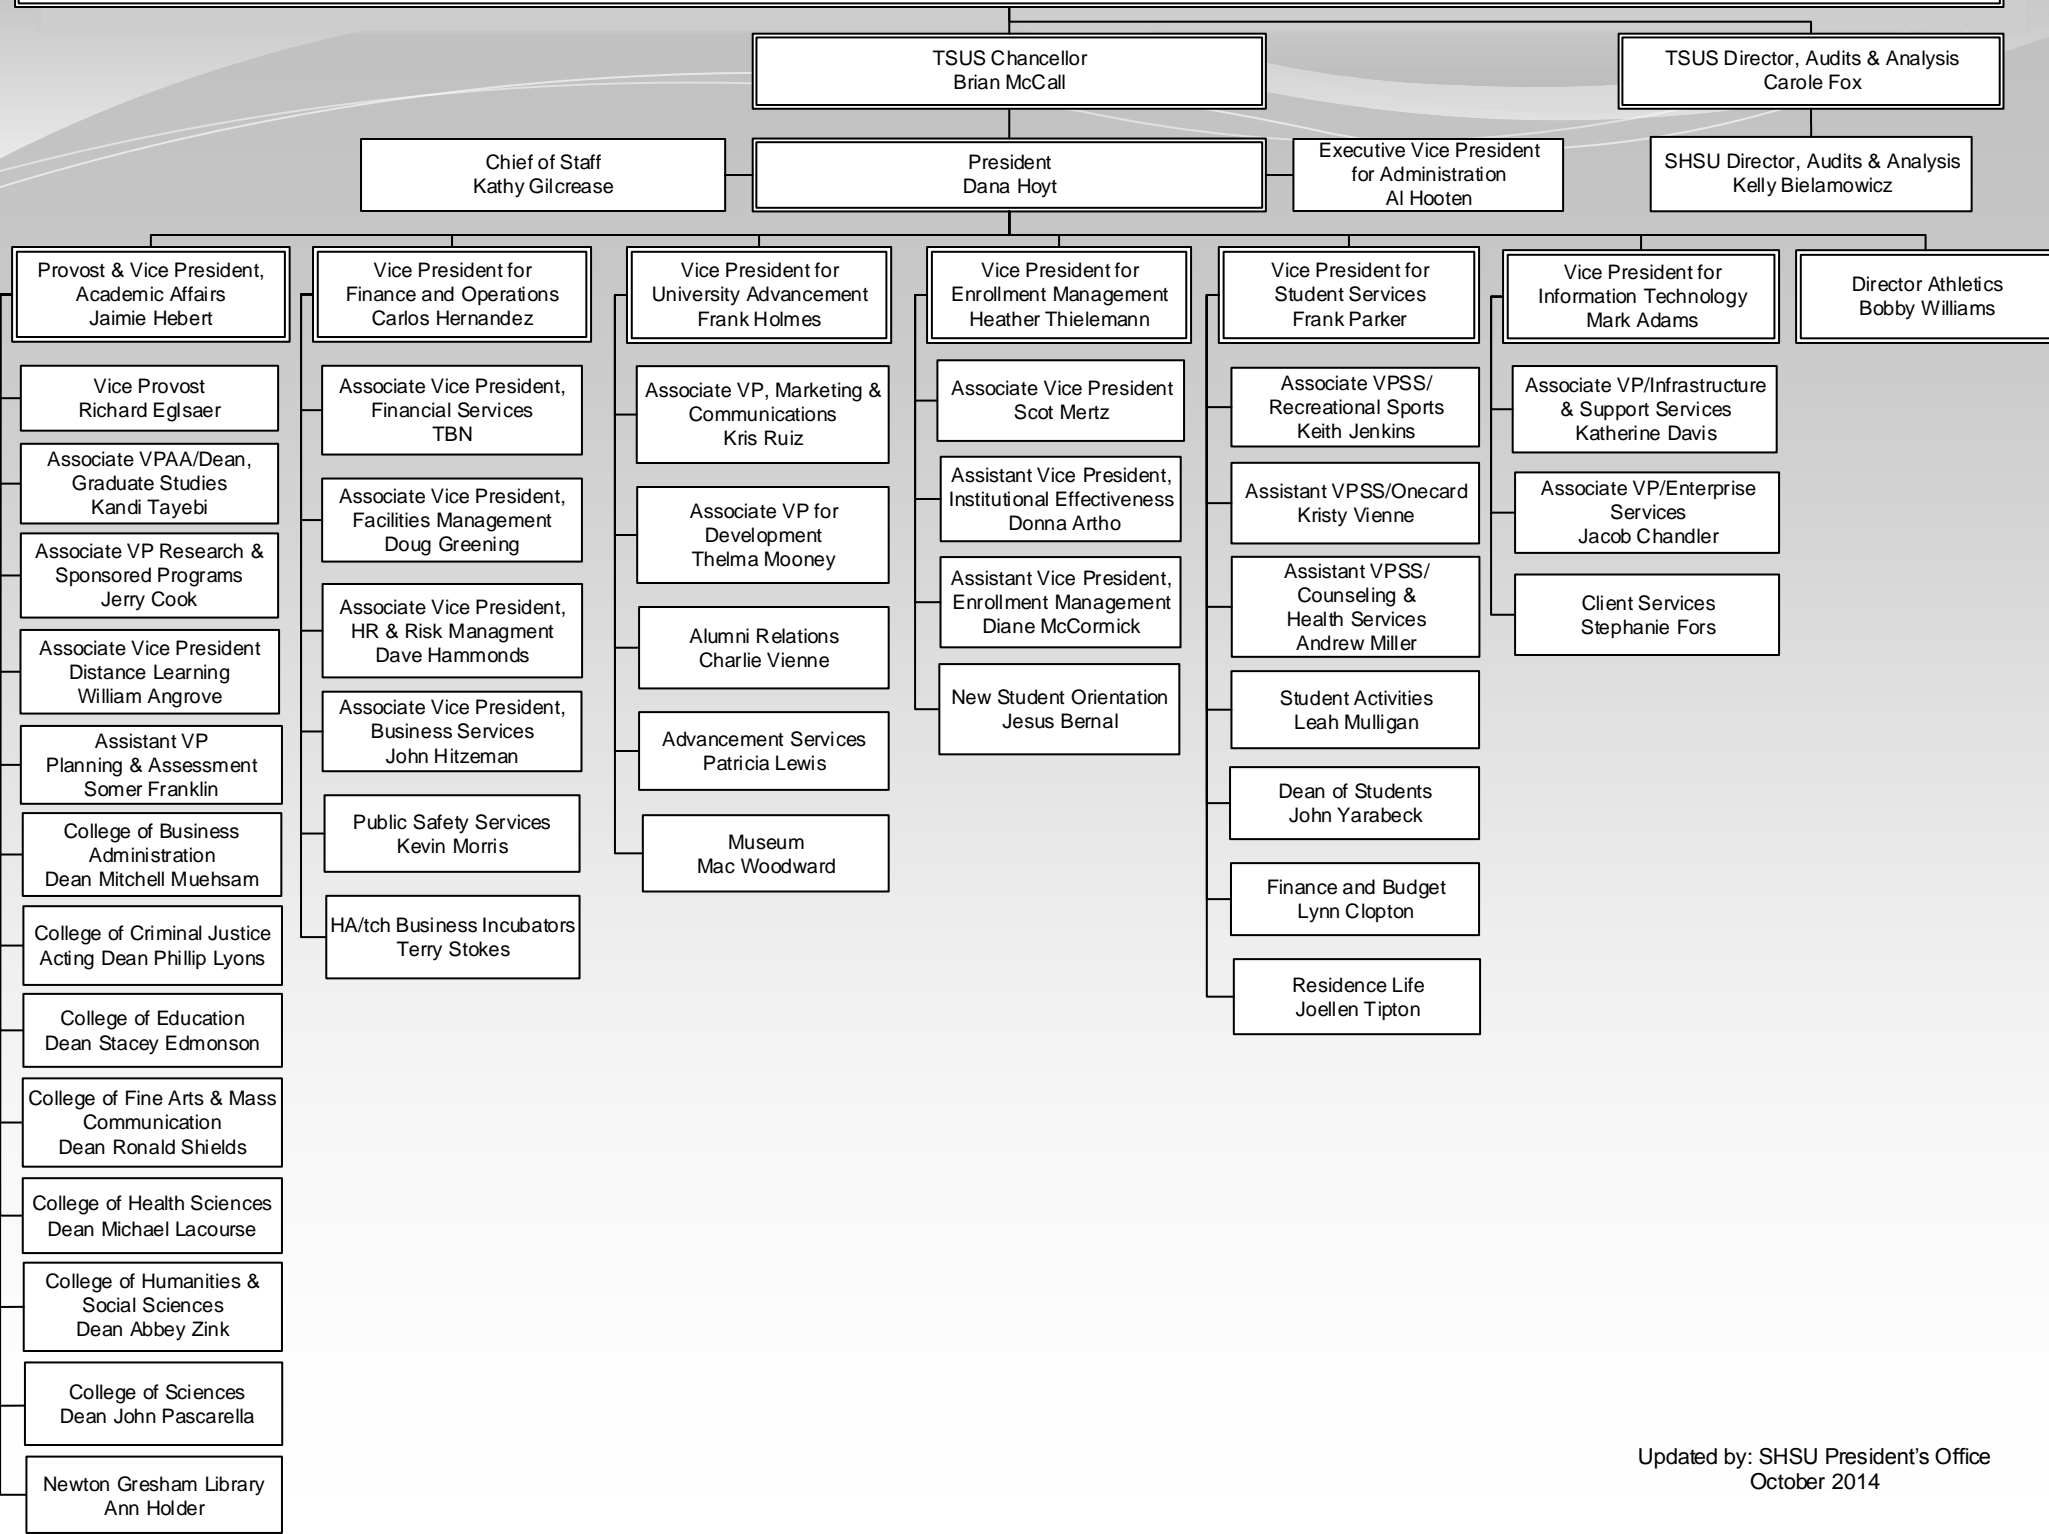 TSUS Chancellor
Brian McCall
TSUS Director, Audits & Analysis
Carole Fox
Chief of Staff
Kathy Gilcrease
President
Dana Hoyt
Executive Vice President
for Administration
Al Hooten
SHSU Director, Audits & Analysis
Kelly Bielamowicz
Provost & Vice President,
Academic Affairs
Jaimie Hebert
Vice Provost
Richard Eglsaer
Associate VPAA/Dean,
Graduate Studies
Kandi Tayebi
Associate VP Research &
Sponsored Programs
Jerry Cook
Associate Vice President
Distance Learning
William Angrove
Assistant VP
Planning & Assessment
Somer Franklin
College of Business
Administration
Dean Mitchell Muehsam
College of Criminal Justice
Acting Dean Phillip Lyons
College of Education
Dean Stacey Edmonson
College of Fine Arts & Mass
Communication
Dean Ronald Shields
College of Health Sciences
Dean Michael Lacourse
College of Humanities &
Social Sciences
Dean Abbey Zink
College of Sciences
Dean John Pascarella
Newton Gresham Library
Ann Holder
Vice President for
Finance and Operations
Carlos Hernandez
Associate Vice President,
Financial Services
TBN
Associate Vice President,
Facilities Management
Doug Greening
Associate Vice President,
HR & Risk Managment
Dave Hammonds
Associate Vice President,
Business Services
John Hitzeman
Public Safety Services
Kevin Morris
HA/tch Business Incubators
Terry Stokes
Vice President for
University Advancement
Frank Holmes
Associate VP, Marketing &
Communications
Kris Ruiz
Associate VP for
Development
Thelma Mooney
Alumni Relations
Charlie Vienne
Advancement Services
Patricia Lewis
Museum
Mac Woodward
Vice President for
Enrollment Management
Heather Thielemann
Associate Vice President
Scot Mertz
Assistant Vice President,
Institutional Effectiveness
Donna Artho
Assistant Vice President,
Enrollment Management
Diane McCormick
New Student Orientation
Jesus Bernal
Vice President for
Student Services
Frank Parker
Associate VPSS/
Recreational Sports
Keith Jenkins
Assistant VPSS/Onecard
Kristy Vienne
Assistant VPSS/
Counseling &
Health Services
Andrew Miller
Student Activities
Leah Mulligan
Dean of Students
John Yarabeck
Finance and Budget
Lynn Clopton
Residence Life
Joellen Tipton
Vice President for
Information Technology
Mark Adams
Associate VP/Infrastructure
& Support Services
Katherine Davis
Associate VP/Enterprise
Services
Jacob Chandler
Client Services
Stephanie Fors
Director Athletics
Bobby Williams
Updated by: SHSU President’s Office
October 2014